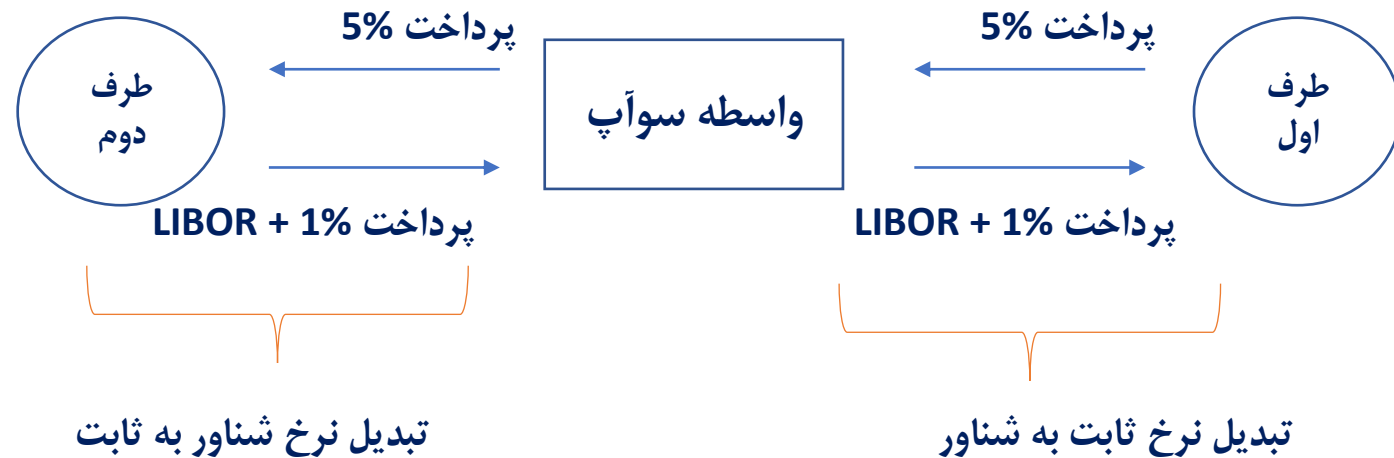 پرداخت 5%
پرداخت 5%
طرف
اول
واسطه سوآپ
طرف
دوم
پرداخت LIBOR + 1%
پرداخت LIBOR + 1%
تبدیل نرخ ثابت به شناور
تبدیل نرخ شناور به ثابت